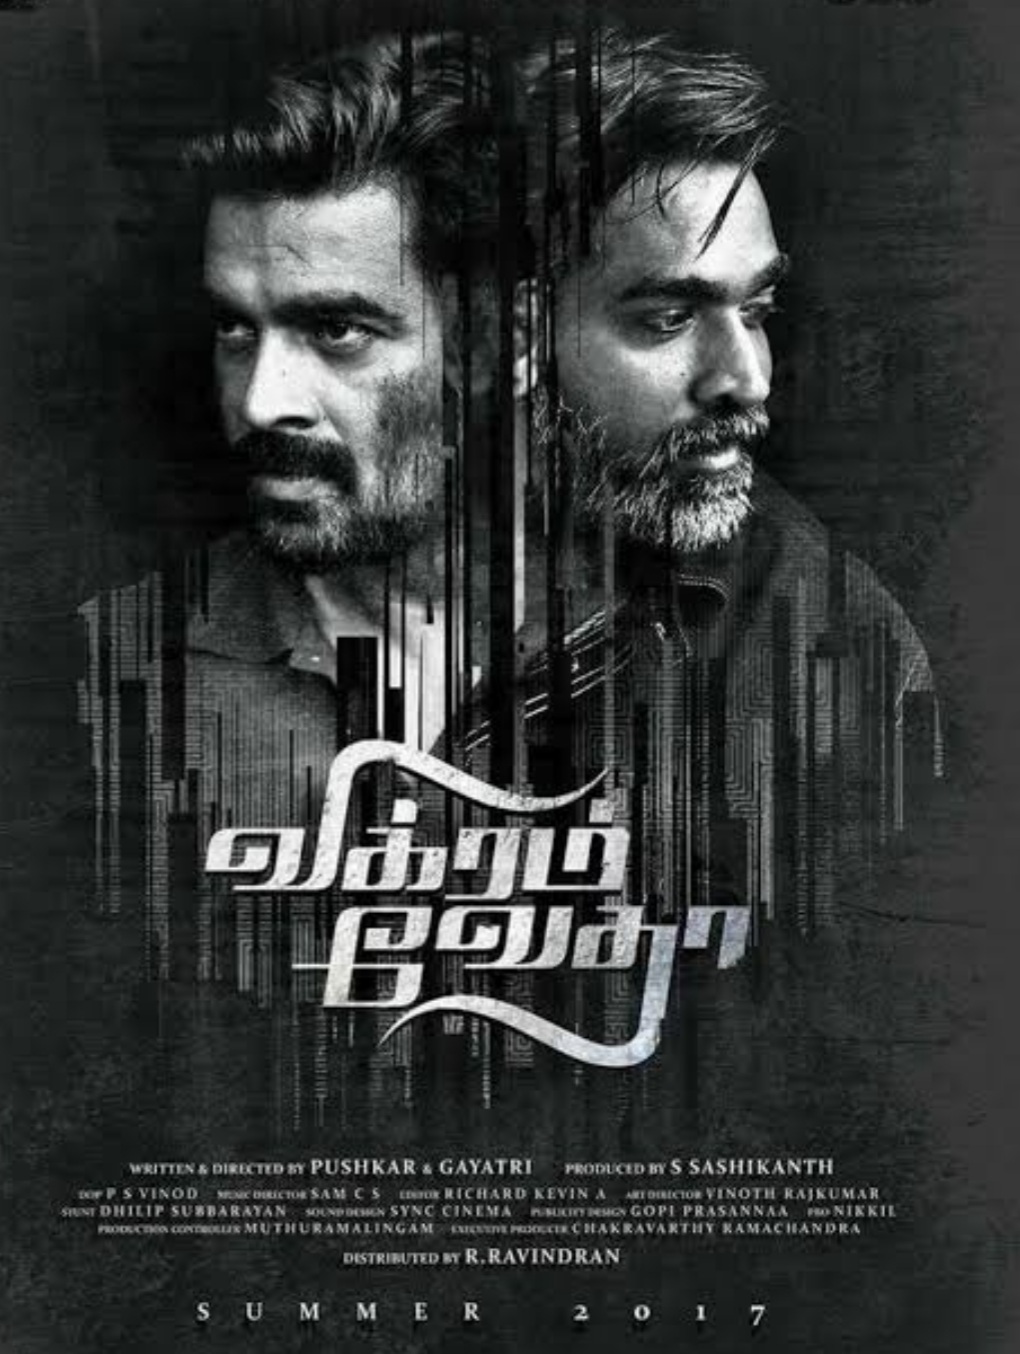 விக்ரம்
வேதா
WRITTEN & DIRECTED BY PUSHKAR & GAYATRI PRODUCED BY S SASHIKANTH
DOP P S VINOD MUSIC DIRECTOR SAM C S EDITOR RICHARD KEVIN A ART DIRECTOR VINOTH RAJKUMAR
STUNT DHILIP SUBBARAYAN SOUND DESIGN SYNC CINEMA PUBLICITY DESIGN GOPI PRASANNAA PRO NIKKIL
PRODUCTION CONTROLLER MUTHURAMALINGAM EXECUTIVE PRODUCER CHAKRAVARTHY RAMACHANDRA
DISTRIBUTED BY R.RAVINDRAN
SUMMER 2017